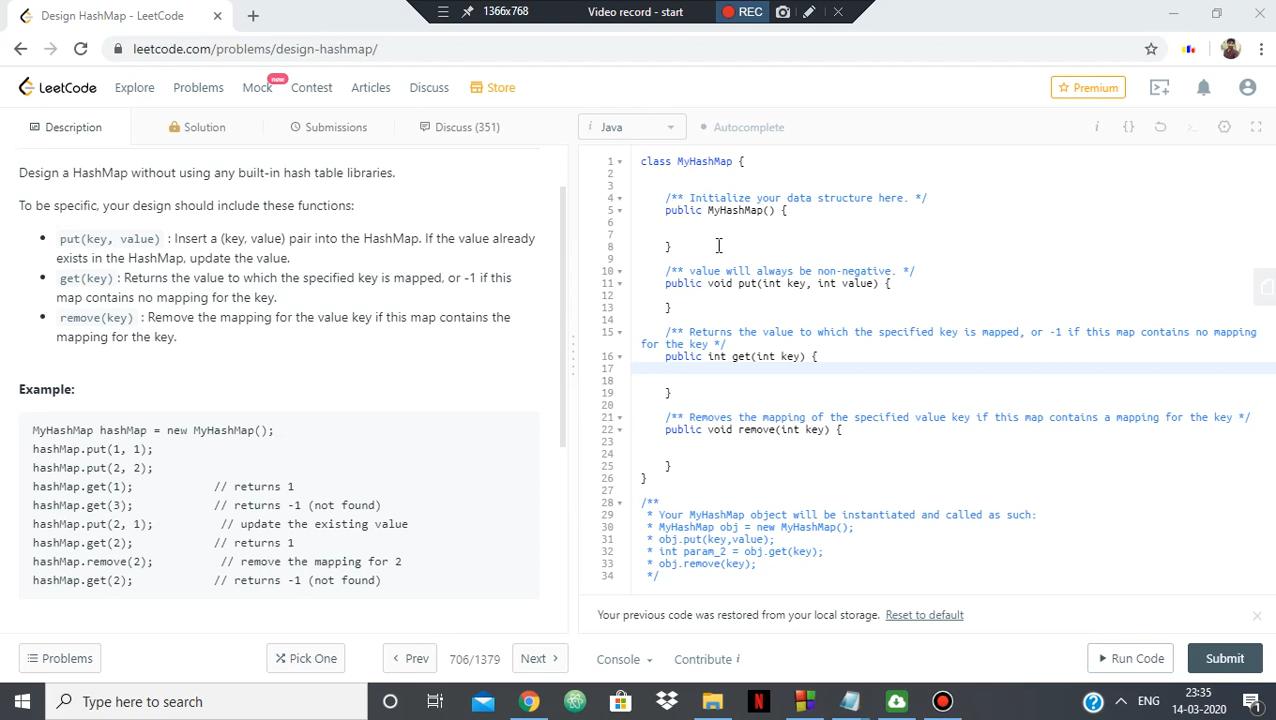 Design HashMap - LeetCode
1366x768
Video record - start
REC
leetcode.com/problems/design-hashmap/
LeetCode
Explore
Problems
Mock
new
Contest
Articles
Discuss
Store
Premium
Description
Solution
Submissions
Discuss (351)
i Java
Autocomplete
Design a HashMap without using any built-in hash table libraries.
To be specific, your design should include these functions:
put(key, value) : Insert a (key, value) pair into the HashMap. If the value already
exists in the HashMap, update the value.
get(key) : Returns the value to which the specified key is mapped, or -1 if this
map contains no mapping for the key.
remove(key) : Remove the mapping for the value key if this map contains the
mapping for the key.
Example:
MyHashMap hashMap = new MyHashMap();
hashMap.put(1, 1);
hashMap.put(2, 2);
hashMap.get(1); // returns 1
hashMap.get(3); // returns -1 (not found)
hashMap.put(2, 1); // update the existing value
hashMap.get(2); // returns 1
hashMap.remove(2); // remove the mapping for 2
hashMap.get(2); // returns -1 (not found)
1 class MyHashMap {
2
3
4 /** Initialize your data structure here. */
5 public MyHashMap() {
6
7
8 }
9
10 /** value will always be non-negative. */
11 public void put(int key, int value) {
12
13 }
14
15 /** Returns the value to which the specified key is mapped, or -1 if this map contains no mapping
for the key */
16 public int get(int key) {
17
18
19 }
20
21 /** Removes the mapping of the specified value key if this map contains a mapping for the key */
22 public void remove(int key) {
23
24
25 }
26 }
27
28 /**
29 * Your MyHashMap object will be instantiated and called as such:
30 * MyHashMap obj = new MyHashMap();
31 * obj.put(key,value);
32 * int param_2 = obj.get(key);
33 * obj.remove(key);
34 */
Your previous code was restored from your local storage. Reset to default
Problems
Pick One
Prev
706/1379
Next
Console
Contribute i
Run Code
Submit
Type here to search
ENG
23:35
14-03-2020
1